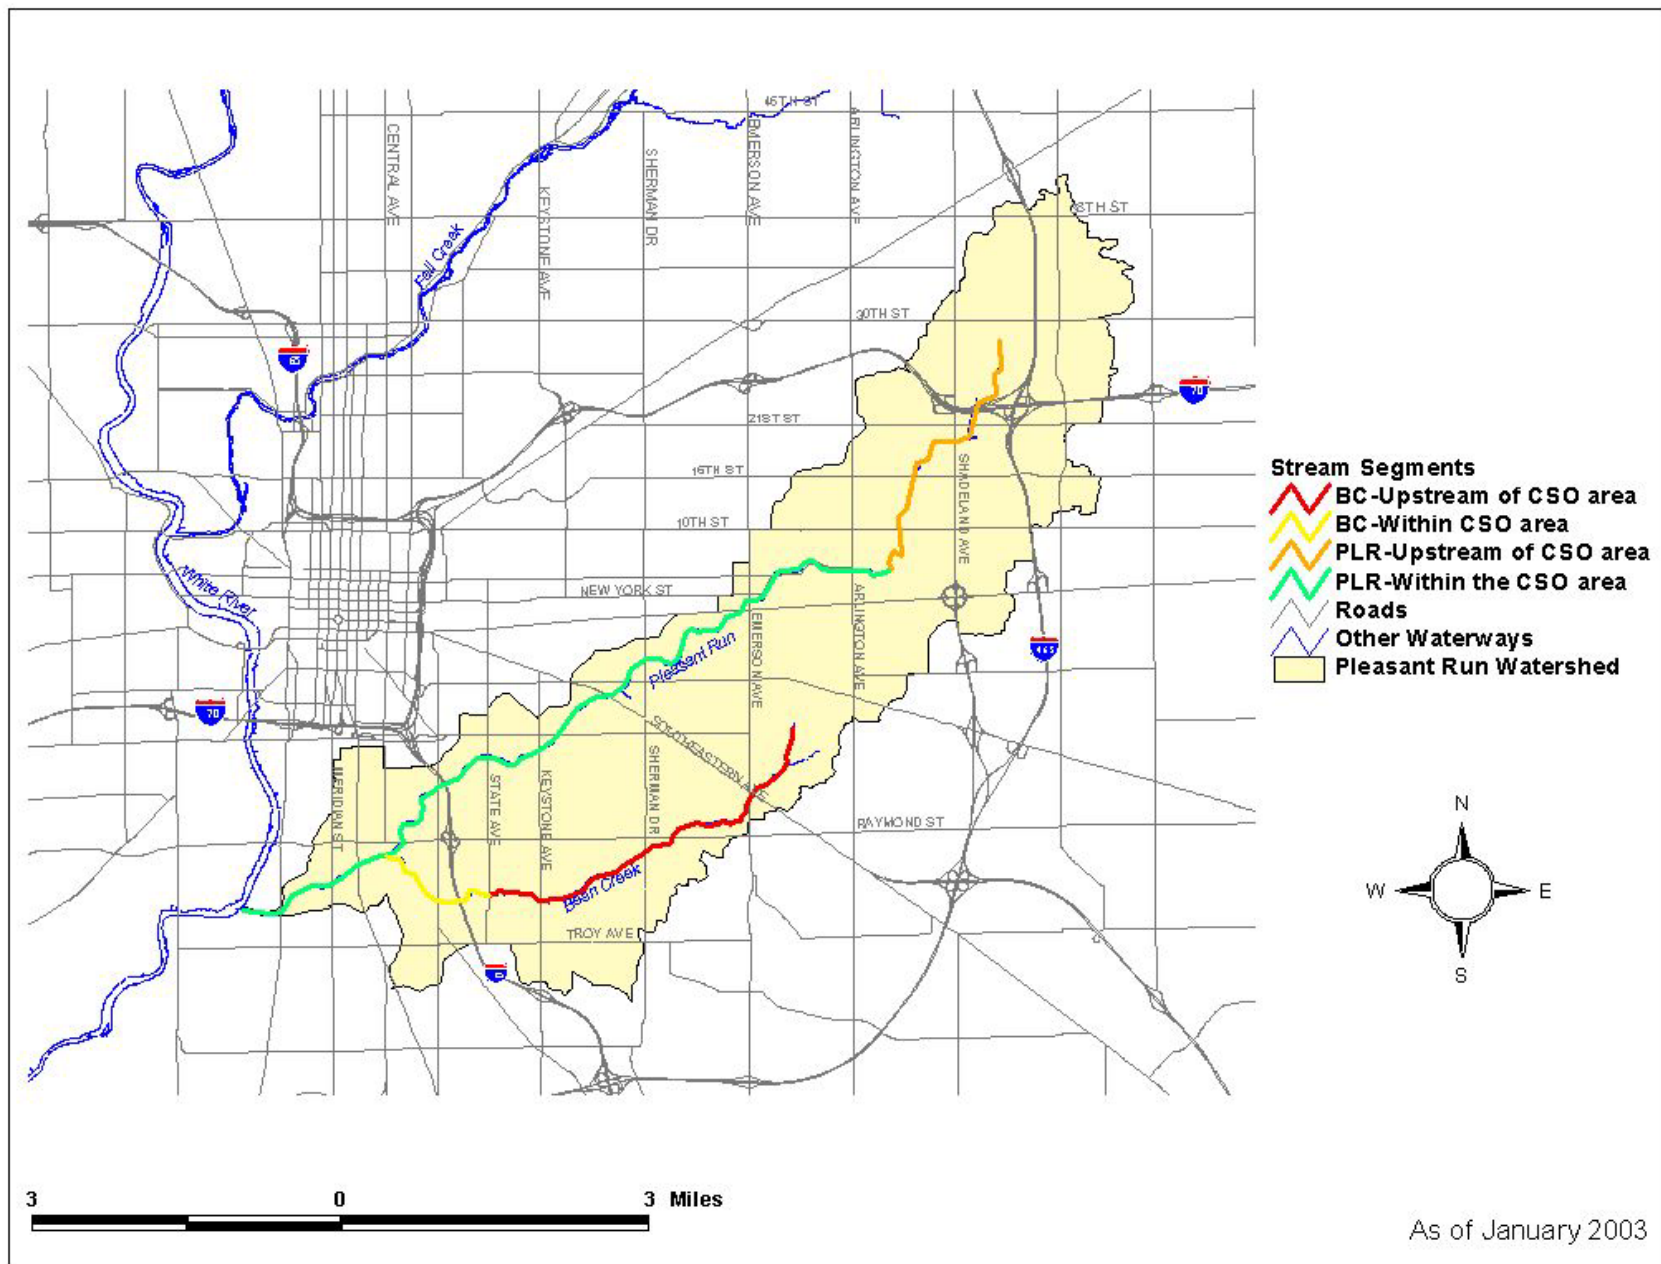 46TH ST
CENTRAL AVE
KEYSTONE AVE
SHERMAN DR
EMERSON AVE
ARLINGTON AVE
38TH ST
Fall Creek
30TH ST
65
70
21ST ST
16TH ST
SHADELAND AVE
10TH ST
White River
NEW YORK ST
EMERSON AVE
ARLINGTON AVE
Pleasant Run
465
70
SOUTHEASTERN AVE
MERIDIAN ST
STATE AVE
KEYSTONE AVE
SHERMAN DR
RAYMOND ST
Bean Creek
TROY AVE
Stream Segments
BC-Upstream of CSO area
BC-Within CSO area
PLR-Upstream of CSO area
PLR-Within the CSO area
Roads
Other Waterways
Pleasant Run Watershed
N
W
E
S
3 0 3 Miles
As of January 2003